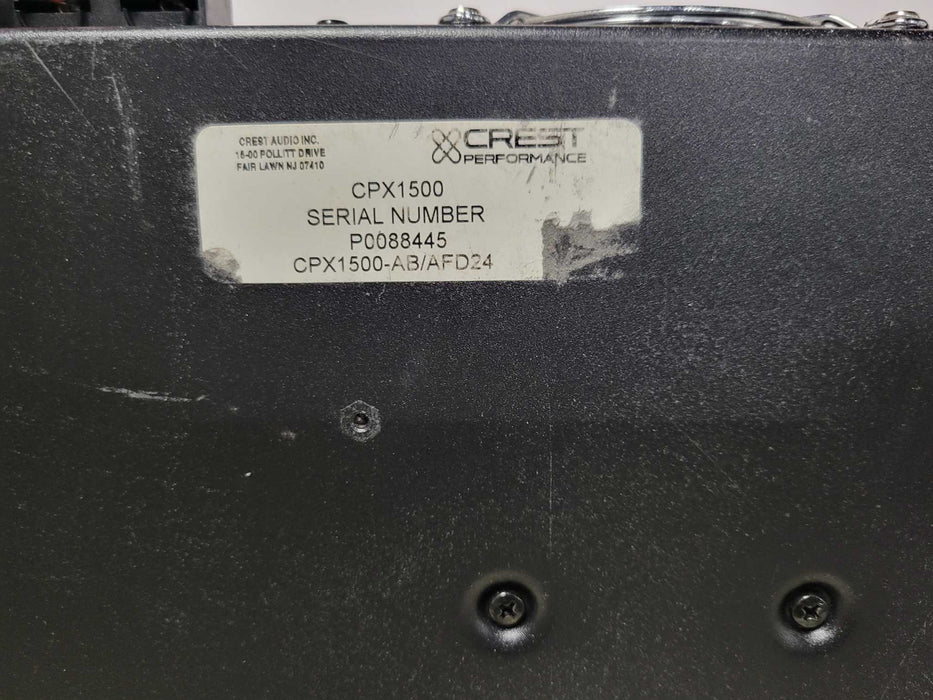 CREST AUDIO INC.
16-00 POLLITT DRIVE
FAIR LAWN NJ 07410
CREST
PERFORMANCE
CPX1500
SERIAL NUMBER
P0088445
CPX1500-AB/AFD24